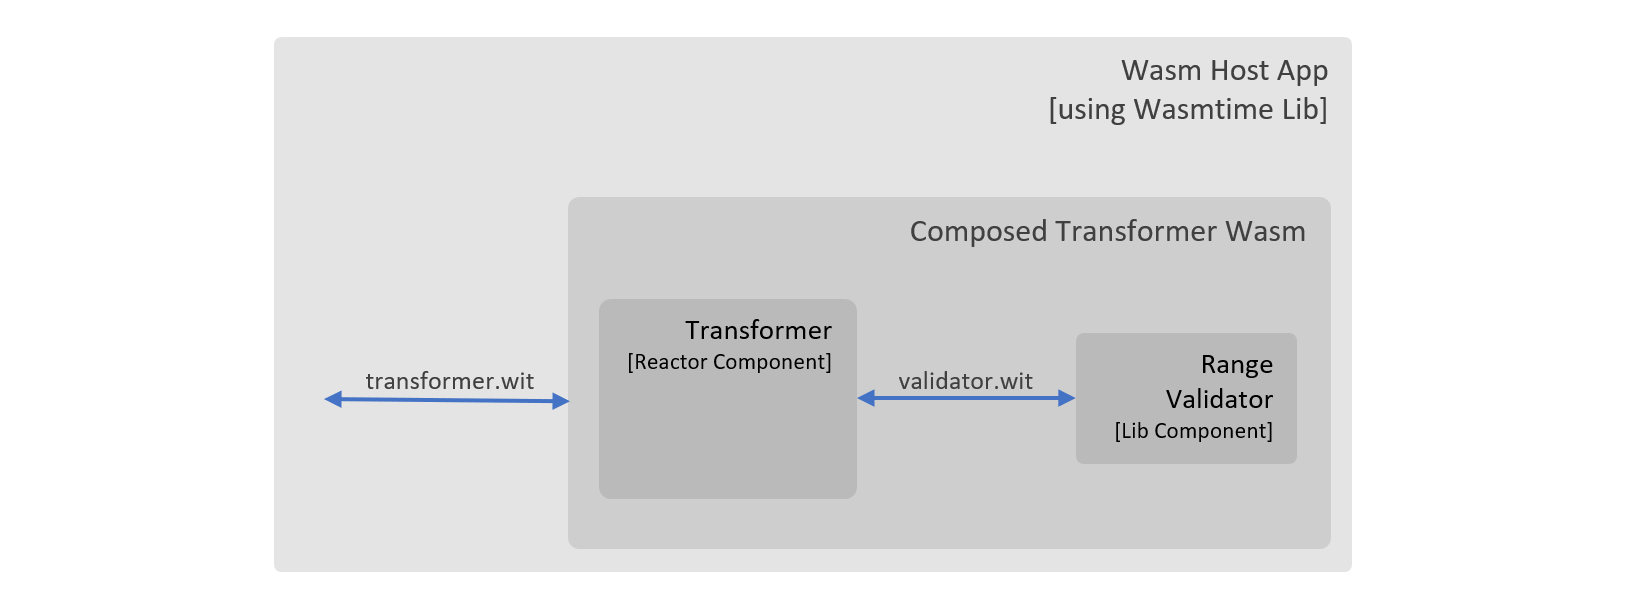 Wasm Host App
[using Wasmtime Lib]
Composed Transformer Wasm
Transformer
[Reactor Component]
transformer.wit
validator.wit
Range
Validator
[Lib Component]